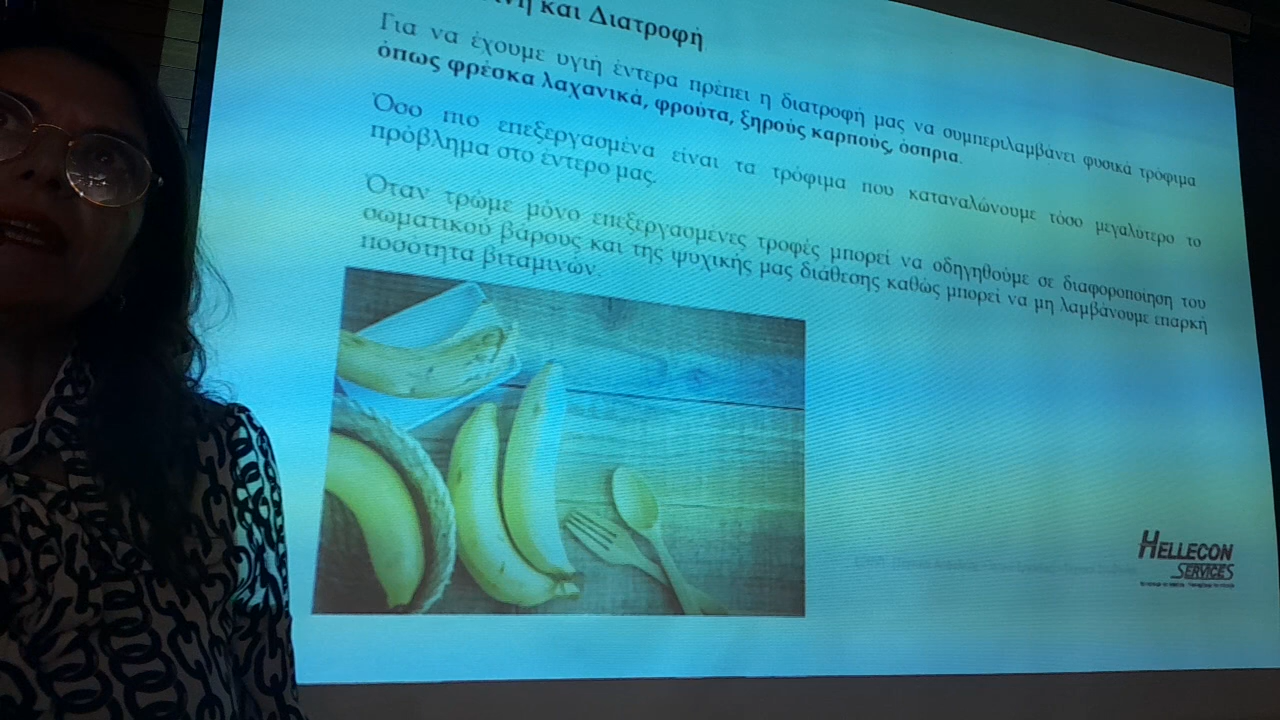 και Διατροφή
Για να έχουμε υγιή έντερα πρέπει η διατροφή μας να συμπεριλαμβάνει φυσικά τρόφιμα
όπως φρέσκα λαχανικά, φρούτα, ξηρούς καρπούς, όσπρια.
Όσο πιο επεξεργασμένα είναι τα τρόφιμα που καταναλώνουμε τόσο μεγαλύτερο το
πρόβλημα στο έντερο μας.
Όταν τρώμε μόνο επεξεργασμένες τροφές μπορεί να οδηγηθούμε σε διαφοροποίηση του
σωματικού βάρους και της ψυχικής μας διάθεσης καθώς μπορεί να μη λαμβάνουμε επαρκή
ποσότητα βιταμινών.
HELLECON
SERVICES